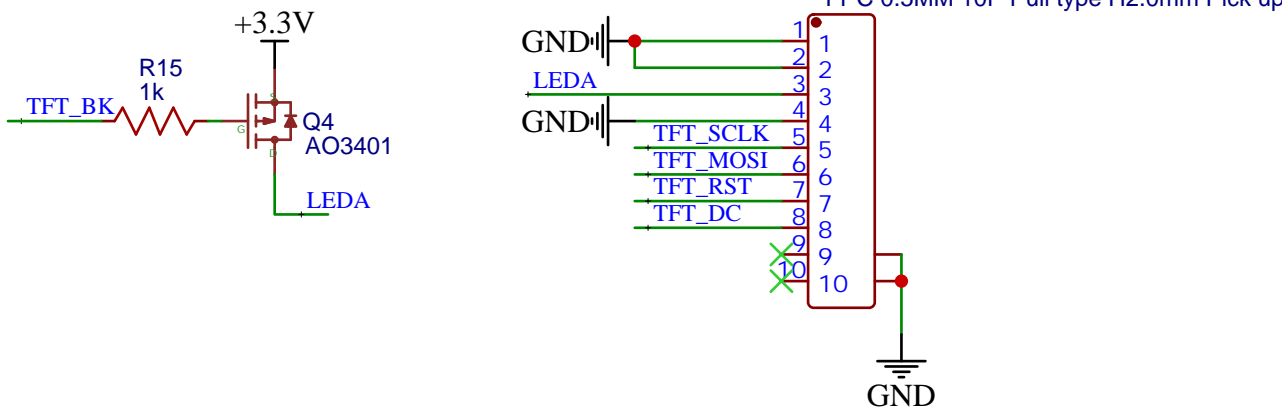 +3.3V
R15
1k
TFT_BK
S
G
D
Q4
AO3401
LEDA
GND
LEDA
GND
TFT_SCLK
TFT_MOSI
TFT_RST
TFT_DC
1 1
2 2
3 3
4 4
5 5
6 6
7 7
8 8
9 9
10 10
GND